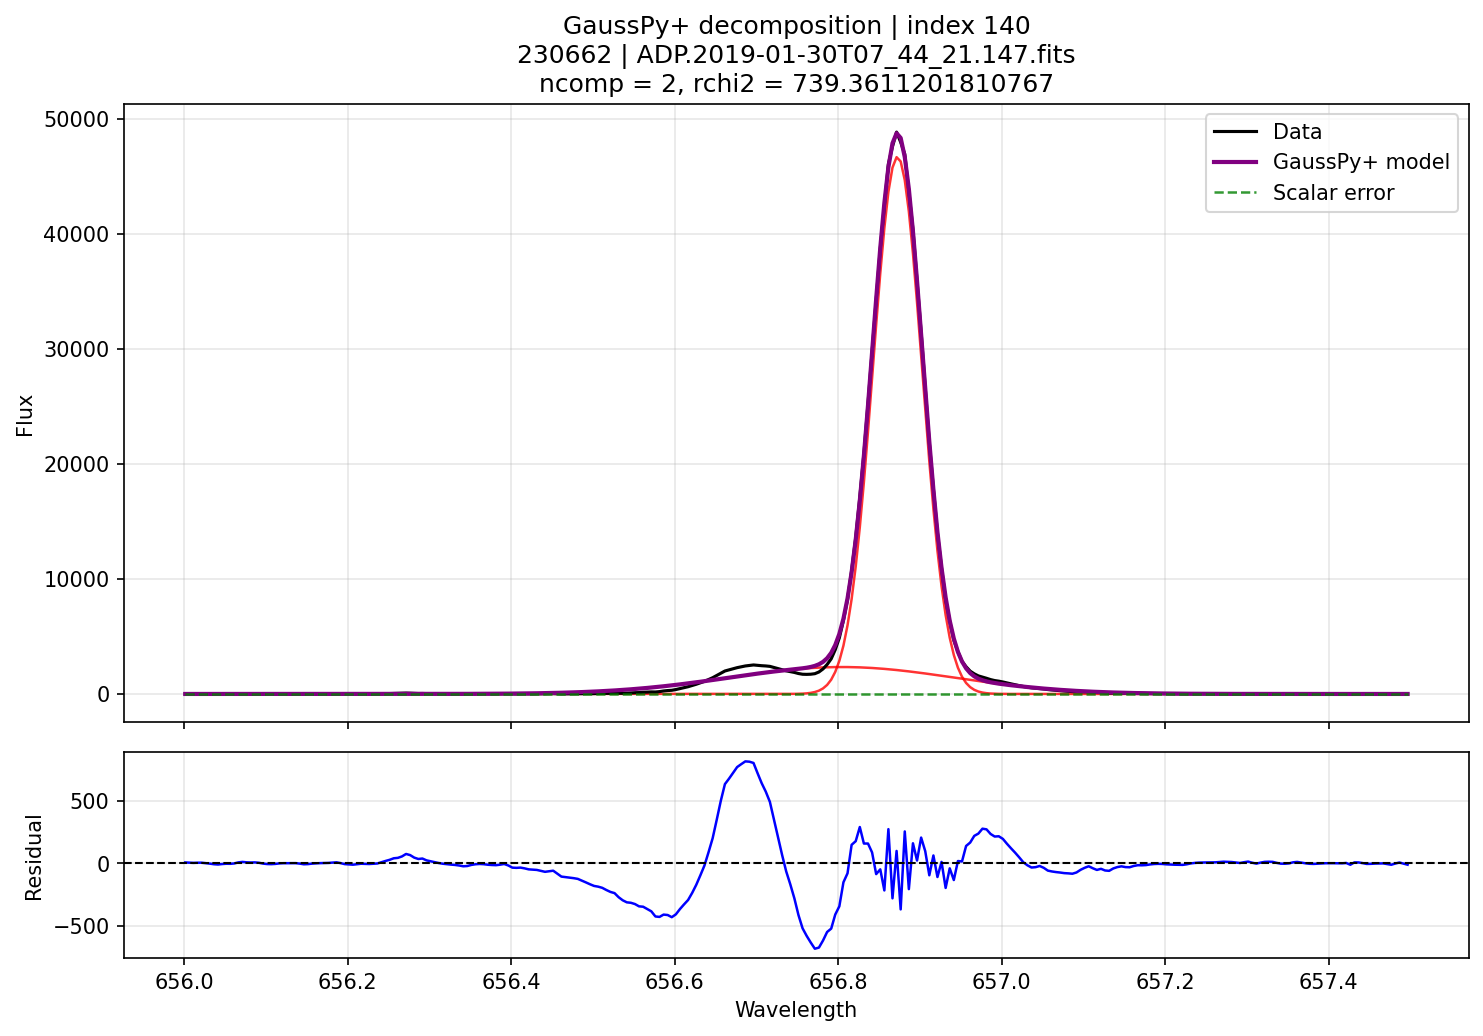 GaussPy+ decomposition | index 140
230662 | ADP.2019-01-30T07_44_21.147.fits
ncomp = 2, rchi2 = 739.3611201810767
50000
40000
30000
20000
10000
0
Flux
Data
GaussPy+ model
Scalar error
500
0
−500
Residual
656.0
656.2
656.4
656.6
656.8
657.0
657.2
657.4
Wavelength